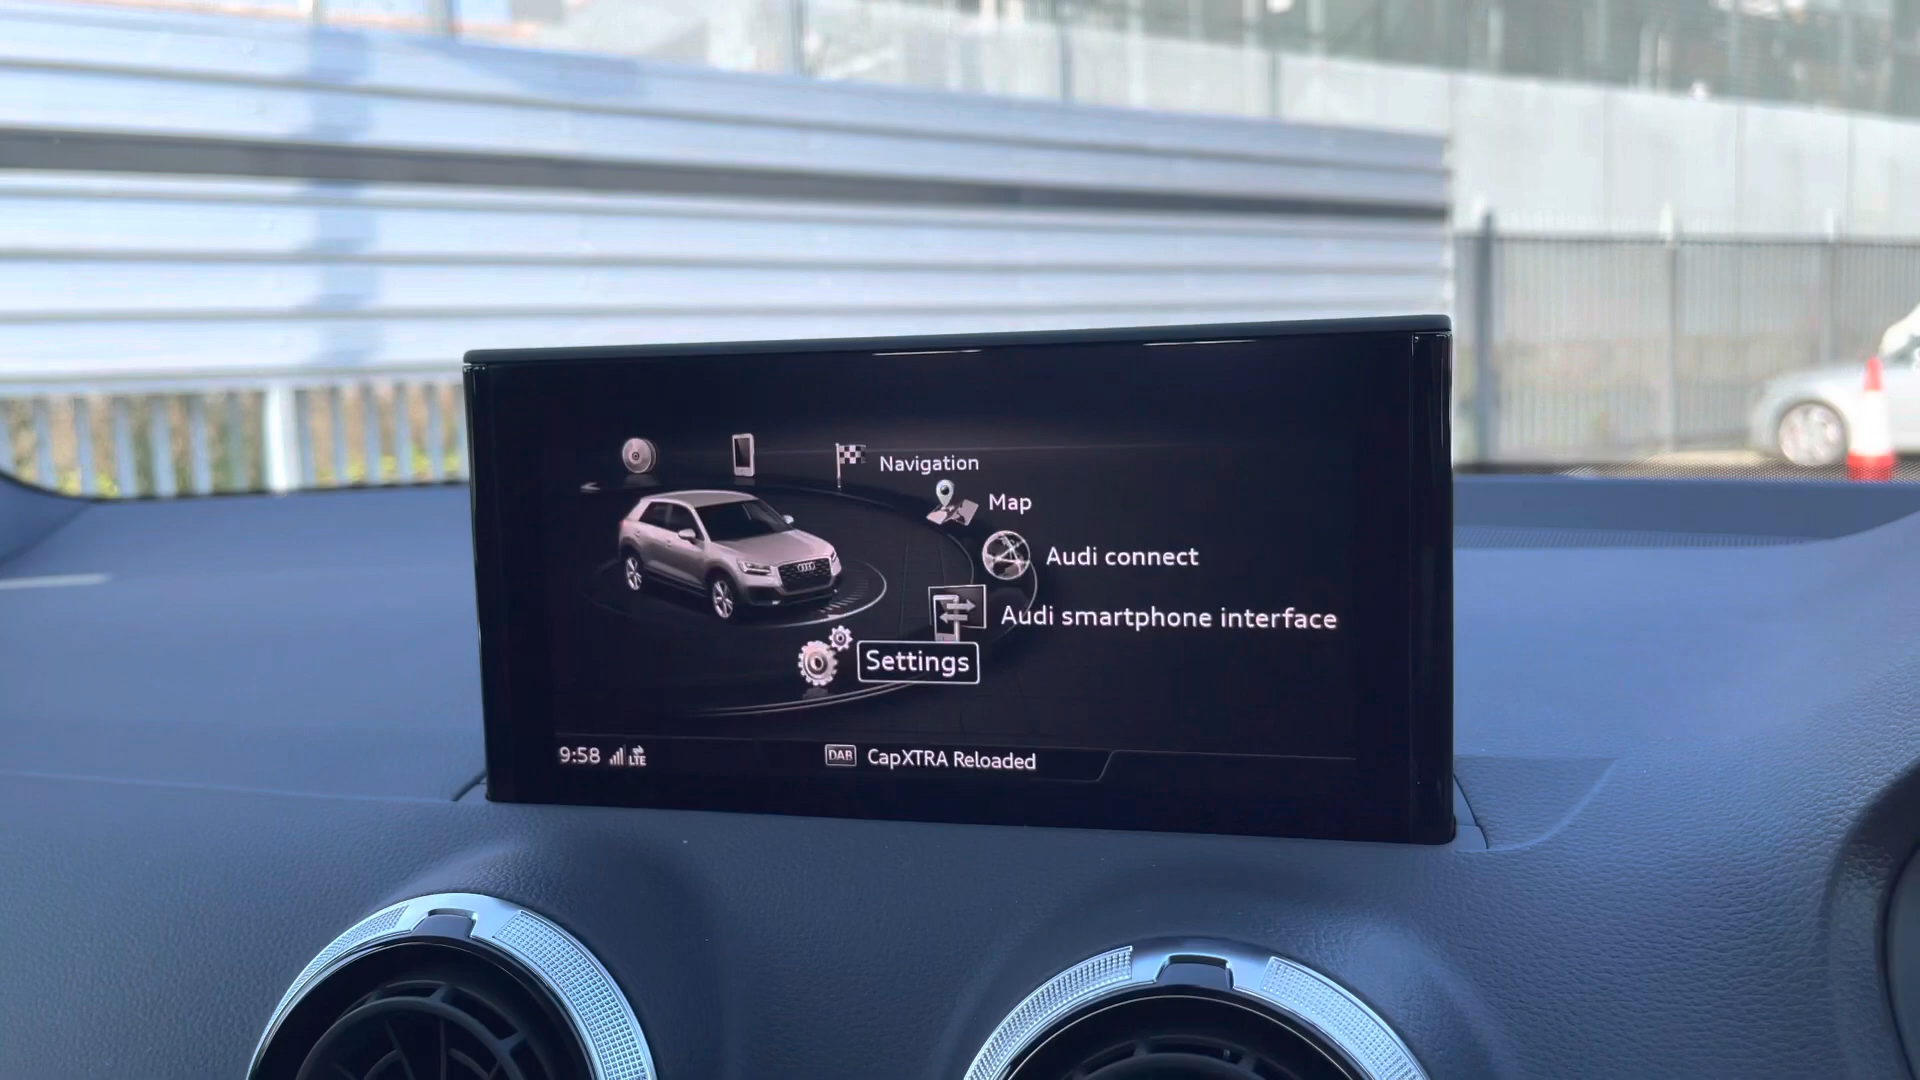 Navigation
Map
Audi connect
Audi smartphone interface
Settings
9:58 LTE
DAB CapXTRA Reloaded